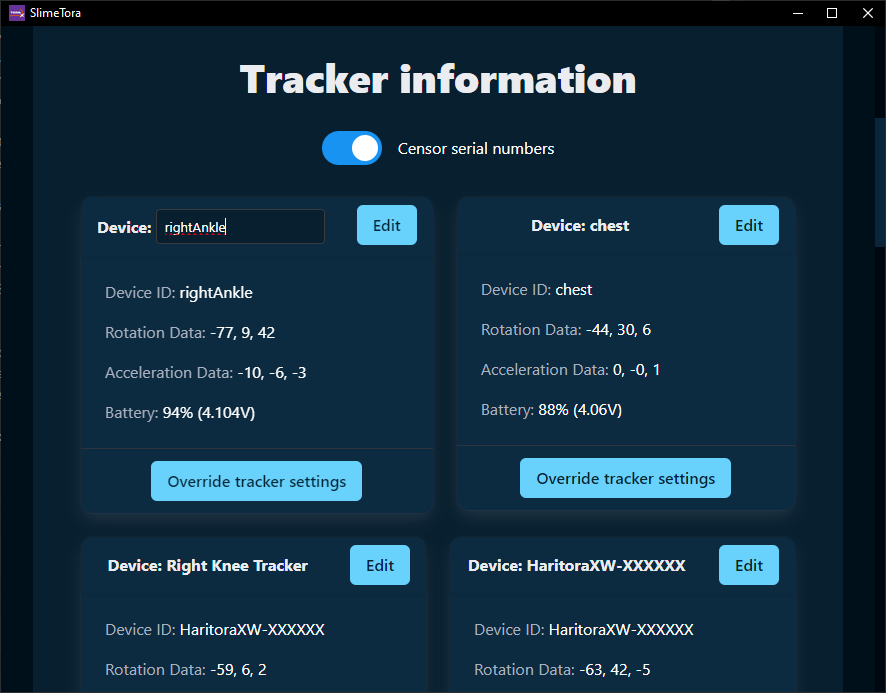 SlimeTora
Tracker information
Censor serial numbers
Device: rightAnkle Edit
Device ID: rightAnkle
Rotation Data: -77, 9, 42
Acceleration Data: -10, -6, -3
Battery: 94% (4.104V)
Override tracker settings
Device: chest Edit
Device ID: chest
Rotation Data: -44, 30, 6
Acceleration Data: 0, -0, 1
Battery: 88% (4.06V)
Override tracker settings
Device: Right Knee Tracker Edit
Device ID: HaritoraXW-XXXXXX
Rotation Data: -59, 6, 2
Device: HaritoraXW-XXXXXX Edit
Device ID: HaritoraXW-XXXXXX
Rotation Data: -63, 42, -5